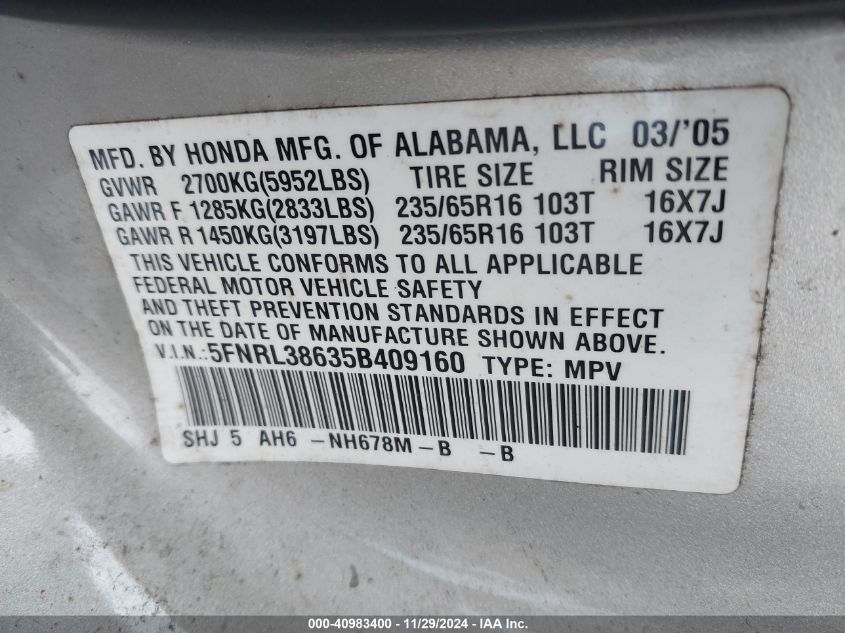 MFD. BY HONDA MFG. OF ALABAMA, LLC 03/'05
GVWR 2700KG(5952LBS) TIRE SIZE RIM SIZE
GAWR F 1285KG(2833LBS) 235/65R16 103T 16X7J
GAWR R 1450KG(3197LBS) 235/65R16 103T 16X7J
THIS VEHICLE CONFORMS TO ALL APPLICABLE
FEDERAL MOTOR VEHICLE SAFETY
AND THEFT PREVENTION STANDARDS IN EFFECT
ON THE DATE OF MANUFACTURE SHOWN ABOVE.
V.I.N.:5FNRL38635B409160 TYPE: MPV
SHJ 5 AH6 -NH678M-B -B
000-40983400 - 11/29/2024 - IAA Inc.